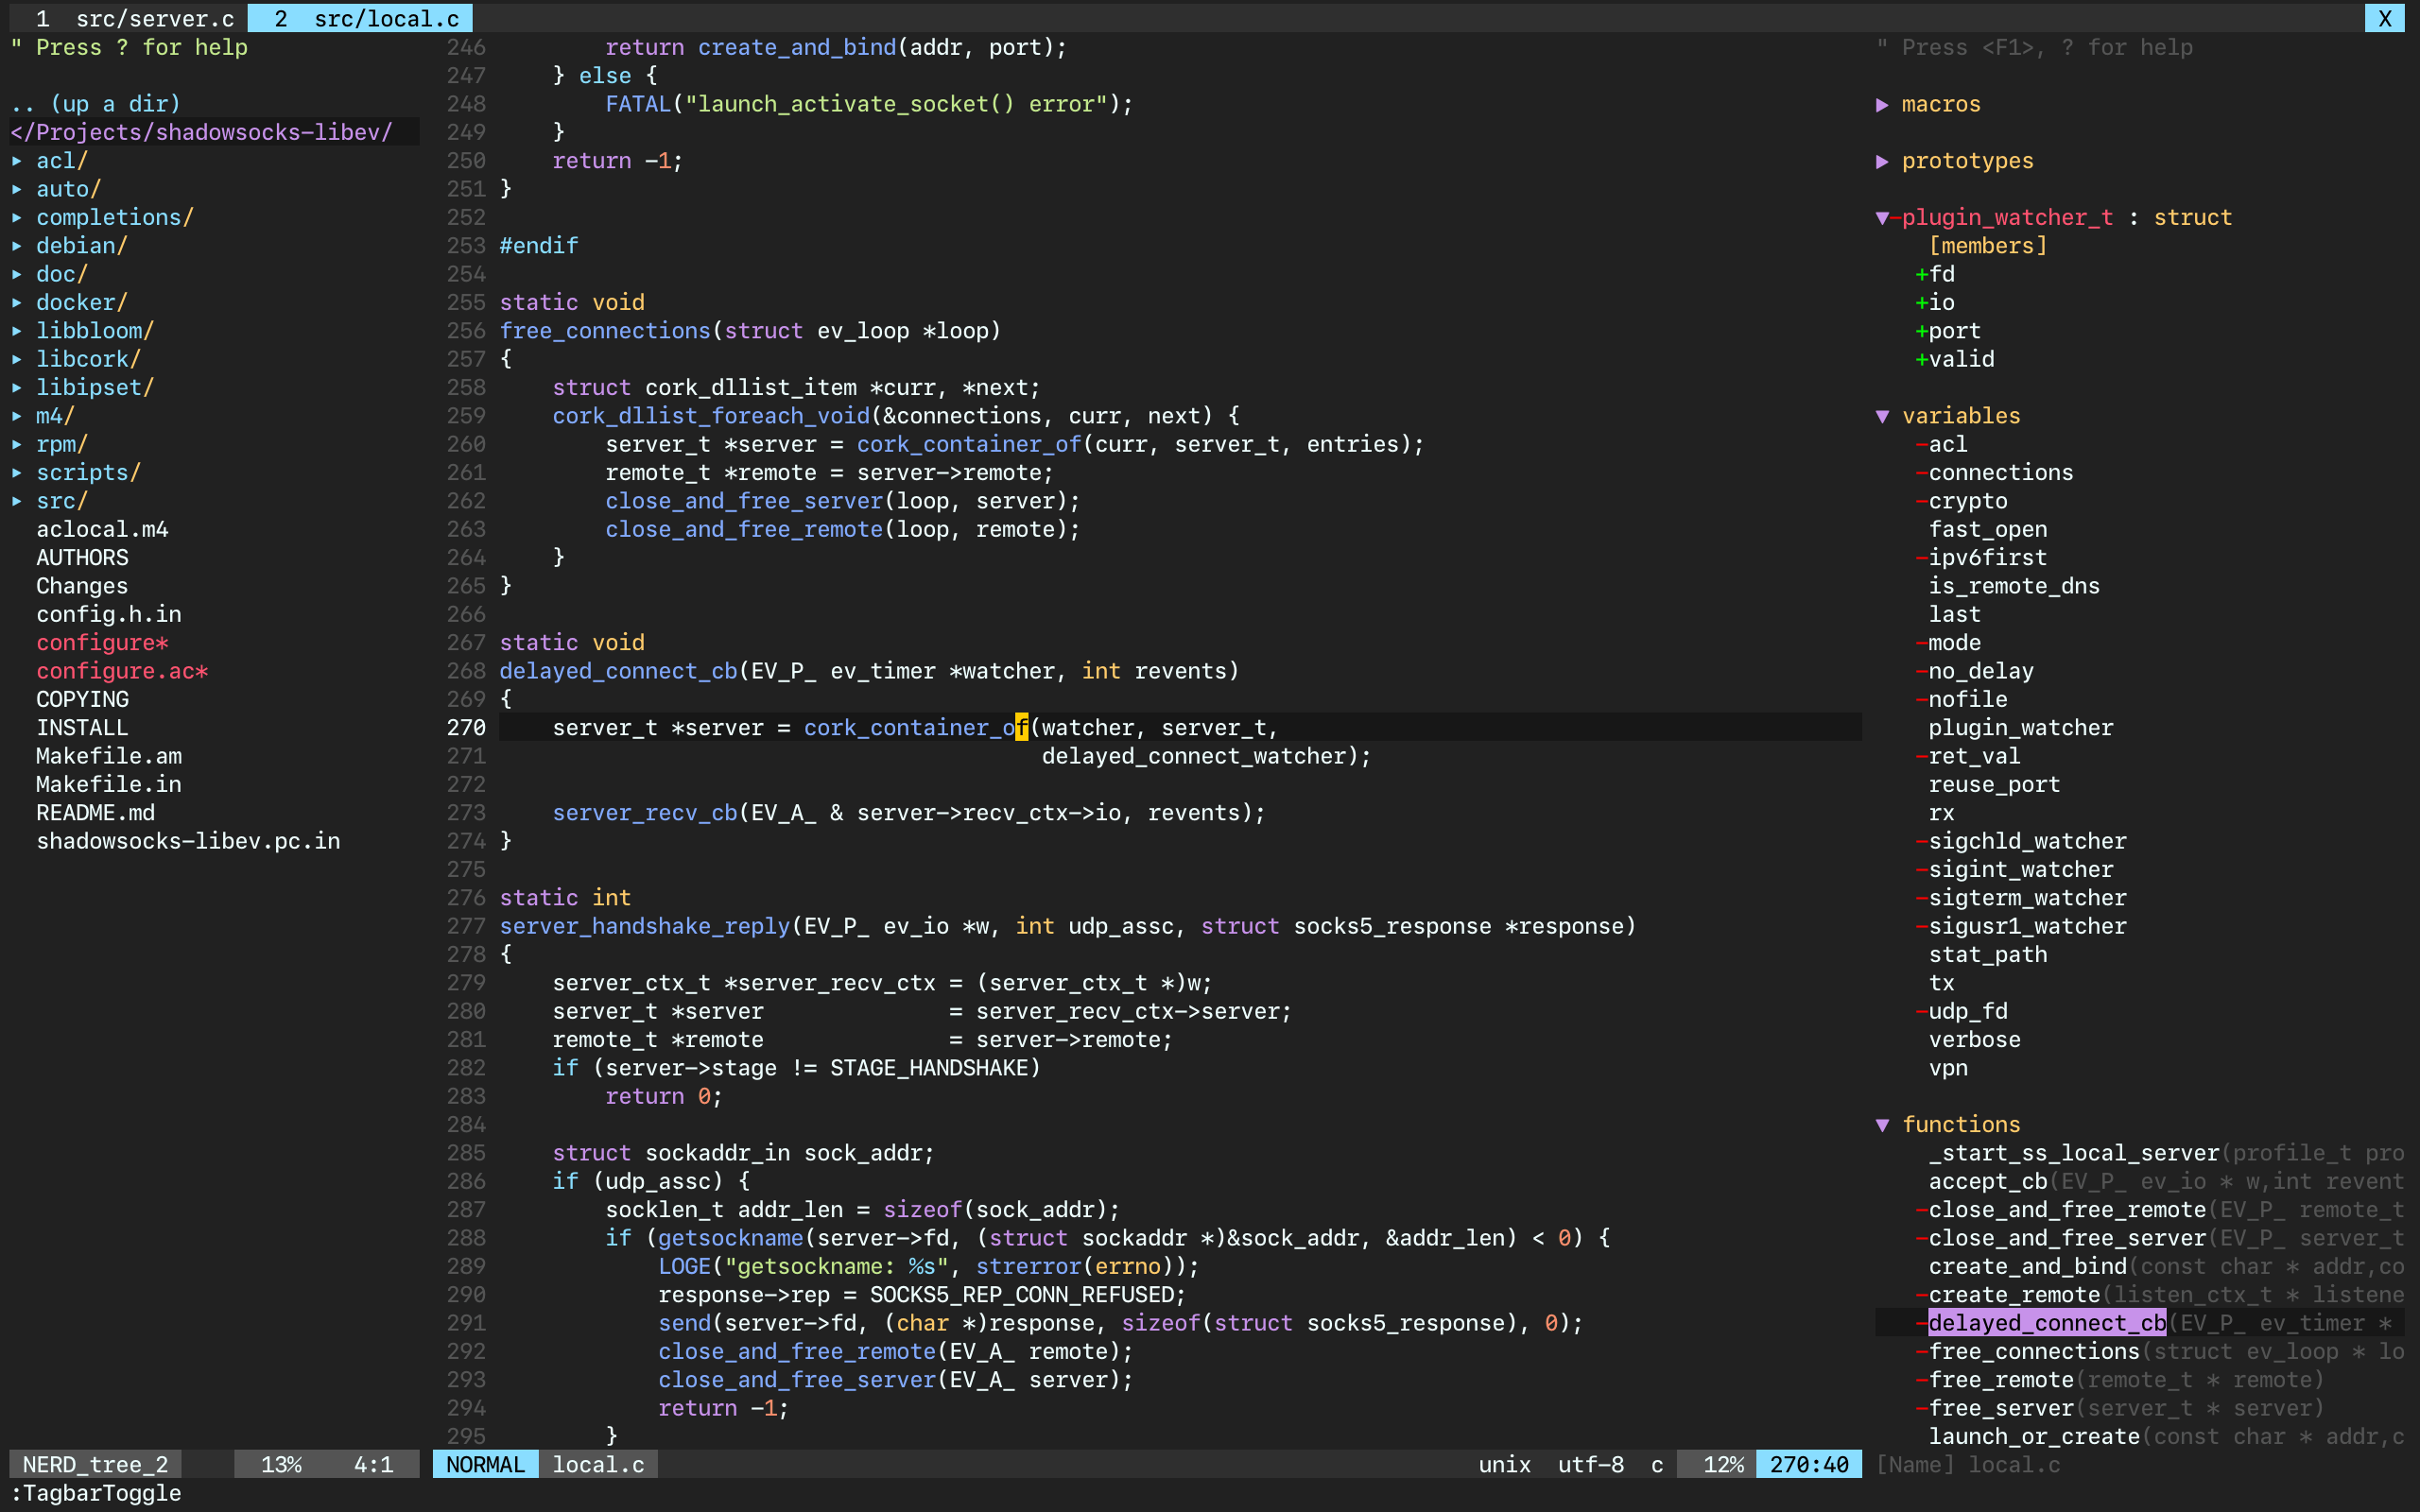 1  src/server.c  2  src/local.c  X
" Press ? for help
.. (up a dir)
</Projects/shadowsocks-libev/
▸ acl/
▸ auto/
▸ completions/
▸ debian/
▸ doc/
▸ docker/
▸ libbloom/
▸ libcork/
▸ libipset/
▸ m4/
▸ rpm/
▸ scripts/
▸ src/
aclocal.m4
AUTHORS
Changes
config.h.in
configure*
configure.ac*
COPYING
INSTALL
Makefile.am
Makefile.in
README.md
shadowsocks-libev.pc.in
246         return create_and_bind(addr, port);
247     } else {
248         FATAL("launch_activate_socket() error");
249     }
250     return -1;
251 }
252
253 #endif
254
255 static void
256 free_connections(struct ev_loop *loop)
257 {
258     struct cork_dllist_item *curr, *next;
259     cork_dllist_foreach_void(&connections, curr, next) {
260         server_t *server = cork_container_of(curr, server_t, entries);
261         remote_t *remote = server->remote;
262         close_and_free_server(loop, server);
263         close_and_free_remote(loop, remote);
264     }
265 }
266
267 static void
268 delayed_connect_cb(EV_P_ ev_timer *watcher, int revents)
269 {
270     server_t *server = cork_container_of(watcher, server_t,
271                                          delayed_connect_watcher);
272
273     server_recv_cb(EV_A_ & server->recv_ctx->io, revents);
274 }
275
276 static int
277 server_handshake_reply(EV_P_ ev_io *w, int udp_assc, struct socks5_response *response)
278 {
279     server_ctx_t *server_recv_ctx = (server_ctx_t *)w;
280     server_t *server              = server_recv_ctx->server;
281     remote_t *remote              = server->remote;
282     if (server->stage != STAGE_HANDSHAKE)
283         return 0;
284
285     struct sockaddr_in sock_addr;
286     if (udp_assc) {
287         socklen_t addr_len = sizeof(sock_addr);
288         if (getsockname(server->fd, (struct sockaddr *)&sock_addr, &addr_len) < 0) {
289             LOGE("getsockname: %s", strerror(errno));
290             response->rep = SOCKS5_REP_CONN_REFUSED;
291             send(server->fd, (char *)response, sizeof(struct socks5_response), 0);
292             close_and_free_remote(EV_A_ remote);
293             close_and_free_server(EV_A_ server);
294             return -1;
295         }
" Press <F1>, ? for help
▶ macros
▶ prototypes
▼-plugin_watcher_t : struct
[members]
+fd
+io
+port
+valid
▼ variables
-acl
-connections
-crypto
fast_open
-ipv6first
is_remote_dns
last
-mode
-no_delay
-nofile
plugin_watcher
-ret_val
reuse_port
rx
-sigchld_watcher
-sigint_watcher
-sigterm_watcher
-sigusr1_watcher
stat_path
tx
-udp_fd
verbose
vpn
▼ functions
_start_ss_local_server(profile_t pro
accept_cb(EV_P_ ev_io * w,int revent
-close_and_free_remote(EV_P_ remote_t
-close_and_free_server(EV_P_ server_t
create_and_bind(const char * addr,co
-create_remote(listen_ctx_t * listene
-delayed_connect_cb(EV_P_ ev_timer *
-free_connections(struct ev_loop * lo
-free_remote(remote_t * remote)
-free_server(server_t * server)
launch_or_create(const char * addr,c
NERD_tree_2  13%  4:1  NORMAL  local.c  unix  utf-8  c  12%  270:40  [Name] local.c
:TagbarToggle